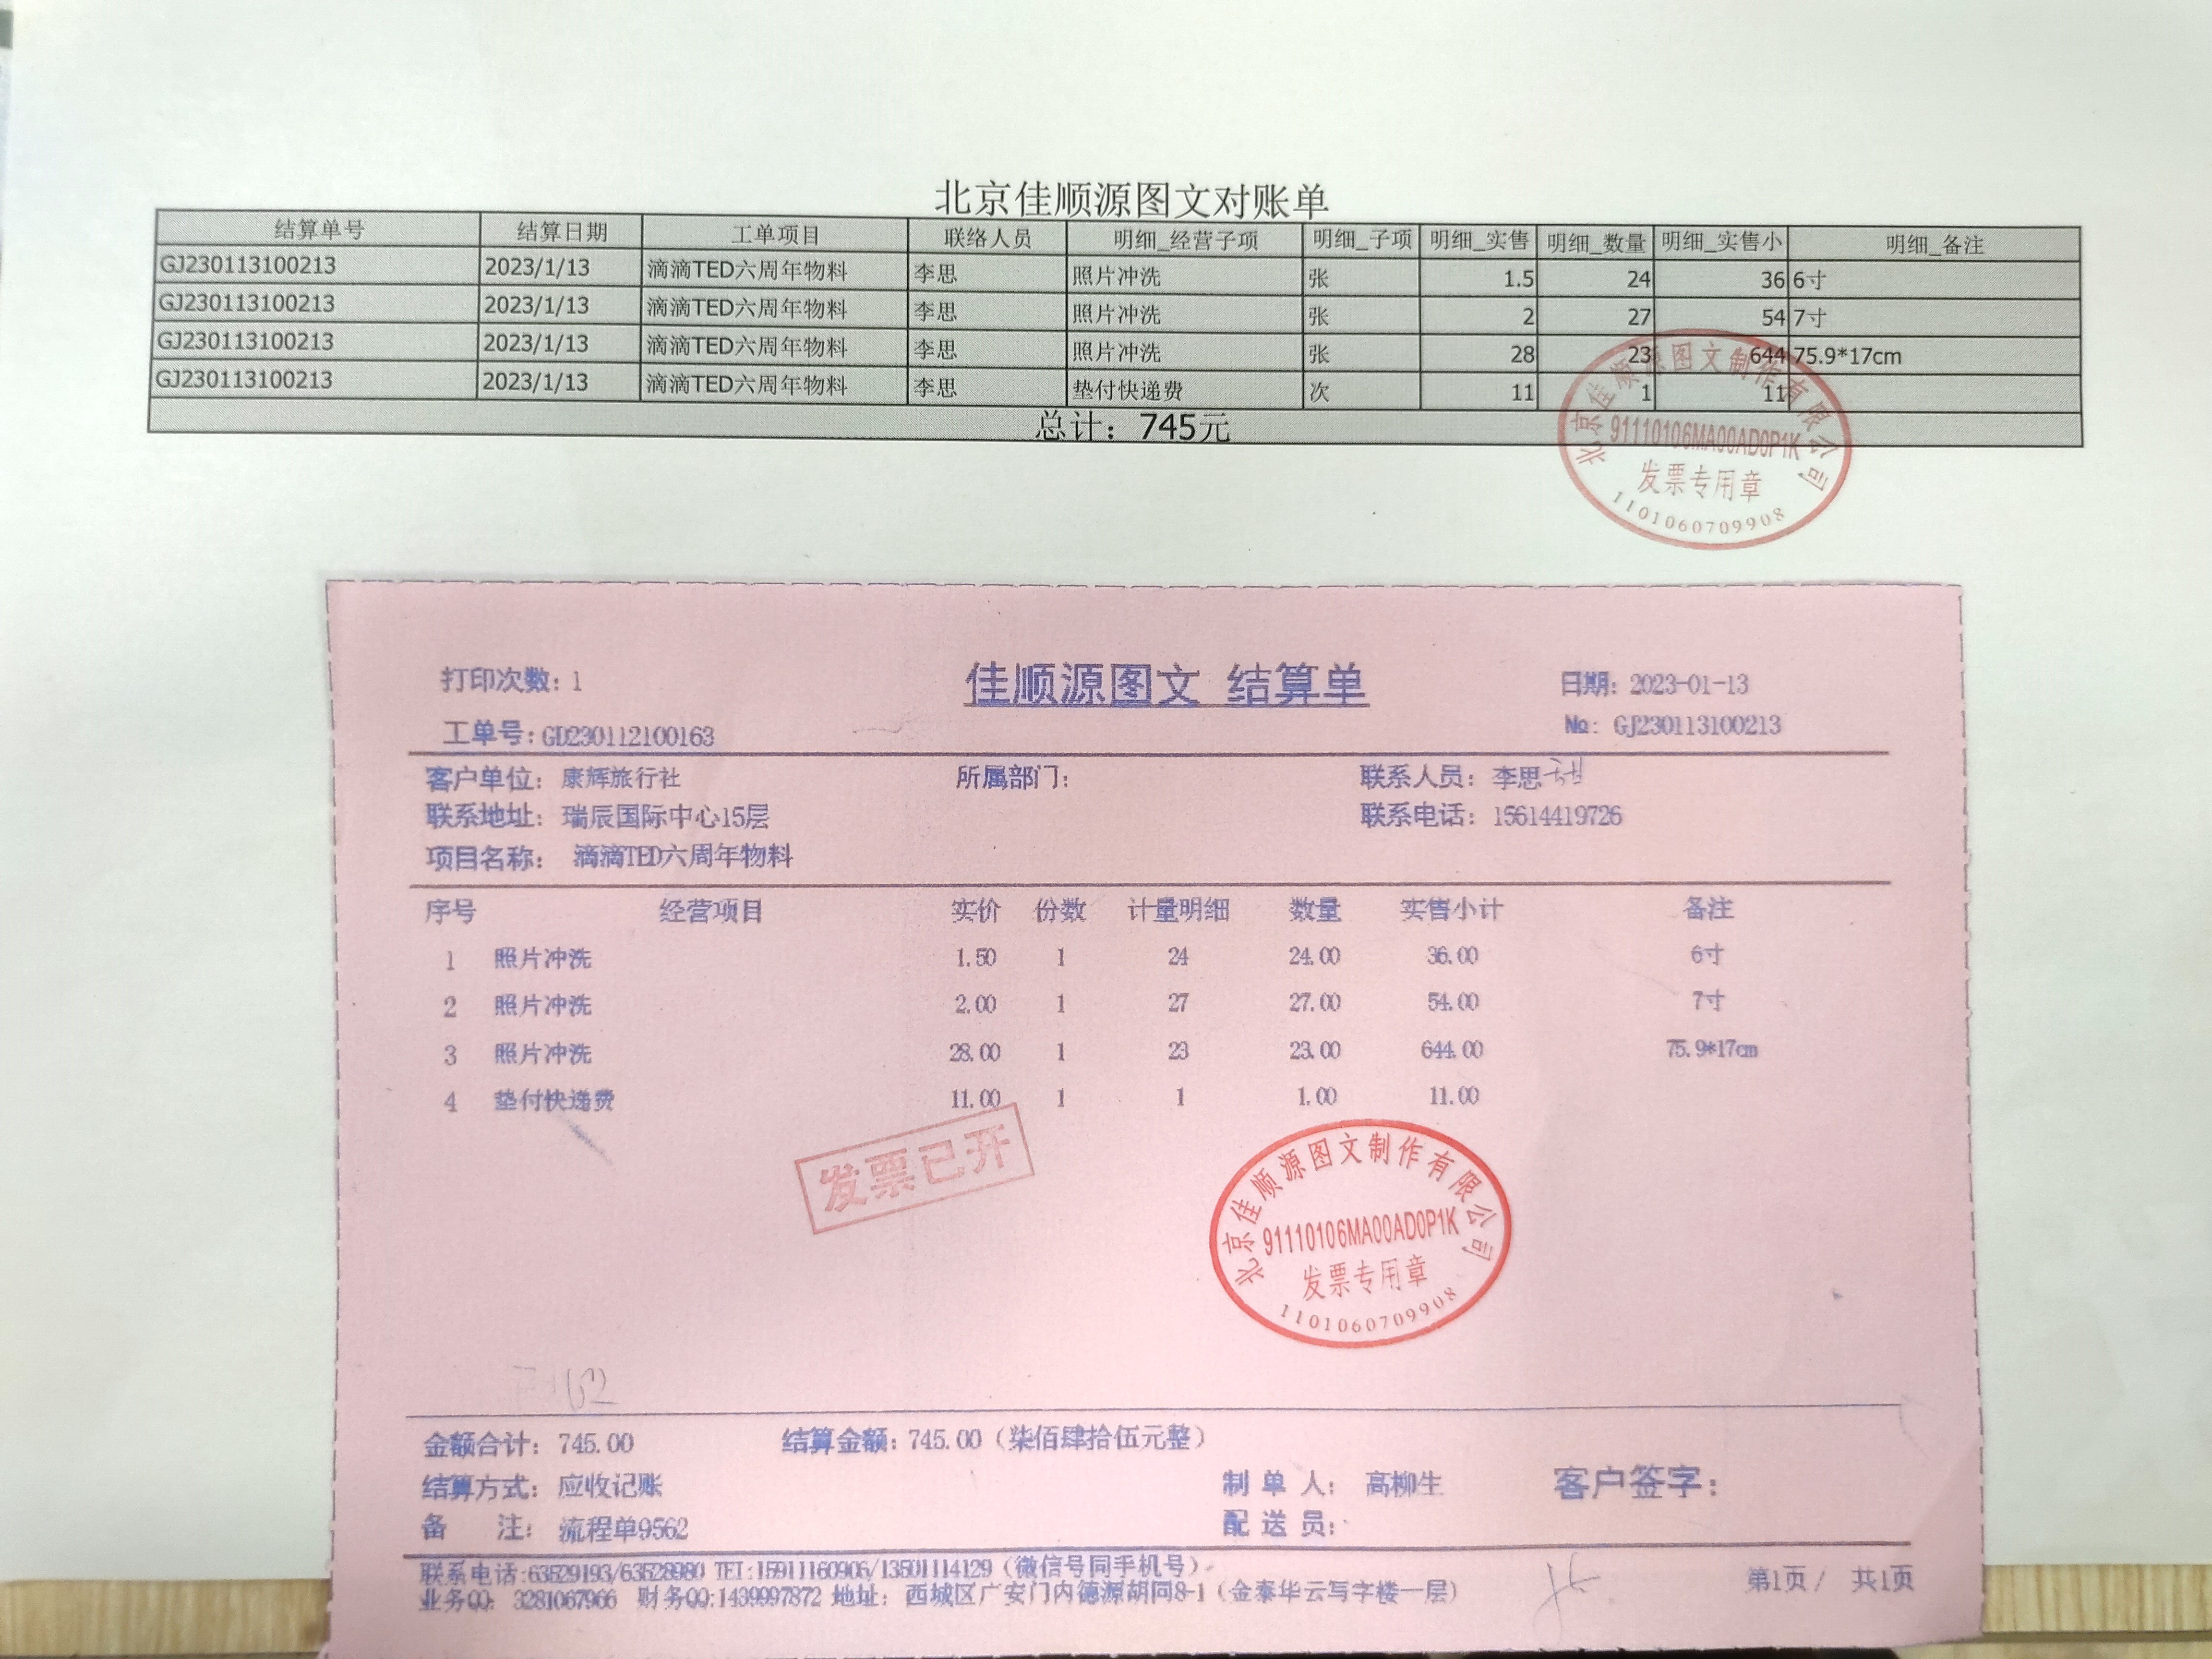 北京佳顺源图文对账单
结算单号 结算日期 工单项目 联络人员 明细_经营子项 明细_子项 明细_实售 明细_数量 明细_实售小 明细_备注
GJ230113100213 2023/1/13 滴滴TED六周年物料 李思 照片冲洗 张 1.5 24 36 6寸
GJ230113100213 2023/1/13 滴滴TED六周年物料 李思 照片冲洗 张 2 27 54 7寸
GJ230113100213 2023/1/13 滴滴TED六周年物料 李思 照片冲洗 张 28 23 644 75.9*17cm
GJ230113100213 2023/1/13 滴滴TED六周年物料 李思 垫付快递费 次 11 1 11
总计：745元
北京佳顺源图文制作有限公司
91110106MA00AD0P1K
发票专用章
1101060709908
打印次数：1 佳顺源图文 结算单 日期：2023-01-13
工单号：GD230112100163 №：GJ230113100213
客户单位：康辉旅行社 所属部门： 联系人员：李思
联系地址：瑞辰国际中心15层 联系电话：15614419726
项目名称：滴滴TED六周年物料
序号 经营项目 实价 份数 计量明细 数量 实售小计 备注
1 照片冲洗 1.50 1 24 24.00 36.00 6寸
2 照片冲洗 2.00 1 27 27.00 54.00 7寸
3 照片冲洗 28.00 1 23 23.00 644.00 75.9*17cm
4 垫付快递费 11.00 1 1 1.00 11.00
发票已开
北京佳顺源图文制作有限公司
91110106MA00AD0P1K
发票专用章
1101060709908
金额合计：745.00 结算金额：745.00（柒佰肆拾伍元整）
结算方式：应收记账 制 单 人： 高柳生 客户签字：
备 注：流程单9562 配 送 员：
联系电话:63529193/63528980 TEl:15911160906/13501114129（微信号同手机号）
业务QQ: 3281067966 财务QQ:1439997872 地址：西城区广安门内德源胡同8-1（金泰华云写字楼一层）
第1页/ 共1页